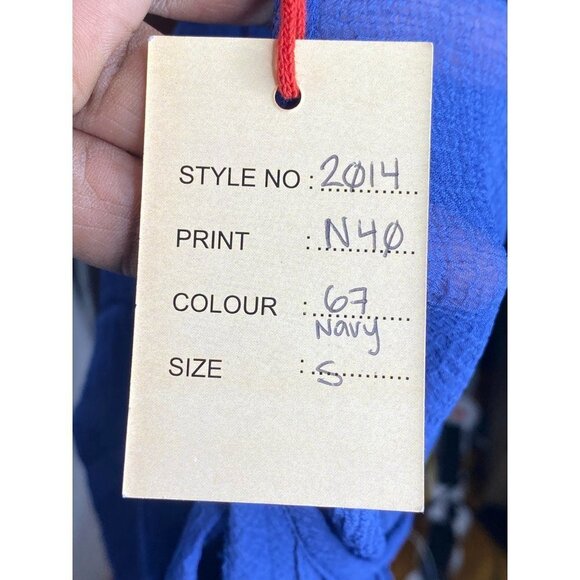 STYLE NO : 2014
PRINT : N40
COLOUR : 67
Navy
SIZE : S